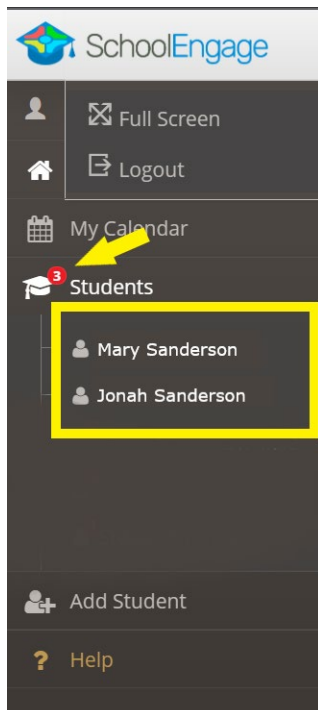 SchoolEngage
Full Screen
Logout
My Calendar
3
Students
Mary Sanderson
Jonah Sanderson
Add Student
? Help